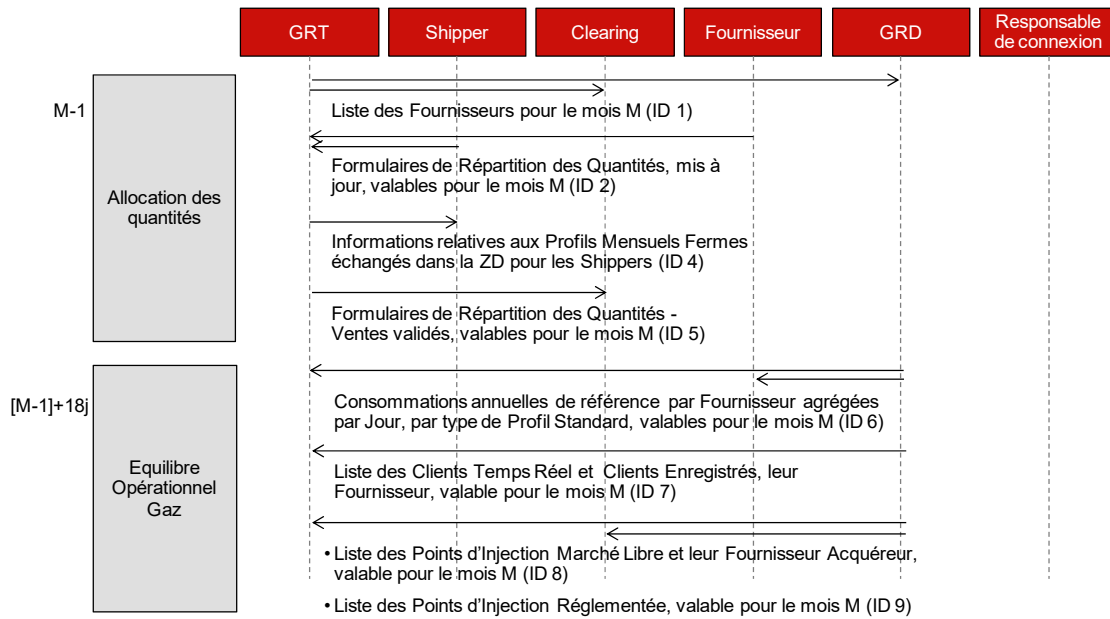 GRT
Shipper
Clearing
Fournisseur
GRD
Responsable
de connexion
M-1
Allocation des
quantités
Liste des Fournisseurs pour le mois M (ID 1)
Formulaires de Répartition des Quantités, mis à
jour, valables pour le mois M (ID 2)
Informations relatives aux Profils Mensuels Fermes
échangés dans la ZD pour les Shippers (ID 4)
Formulaires de Répartition des Quantités -
Ventes validés, valables pour le mois M (ID 5)
[M-1]+18j
Equilibre
Opérationnel
Gaz
Consommations annuelles de référence par Fournisseur agrégées
par Jour, par type de Profil Standard, valables pour le mois M (ID 6)
Liste des Clients Temps Réel et Clients Enregistrés, leur
Fournisseur, valable pour le mois M (ID 7)
• Liste des Points d'Injection Marché Libre et leur Fournisseur Acquéreur,
valable pour le mois M (ID 8)
• Liste des Points d'Injection Réglementée, valable pour le mois M (ID 9)